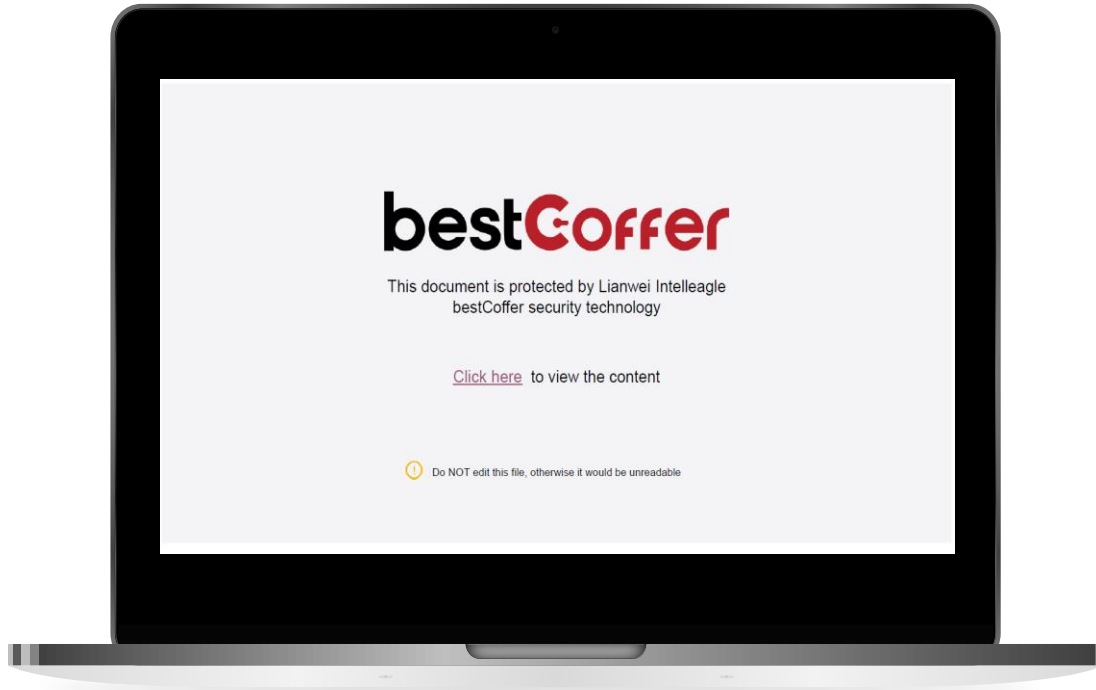 bestCoffer
This document is protected by Lianwei Intelleagle
bestCoffer security technology
Click here to view the content
Do NOT edit this file, otherwise it would be unreadable